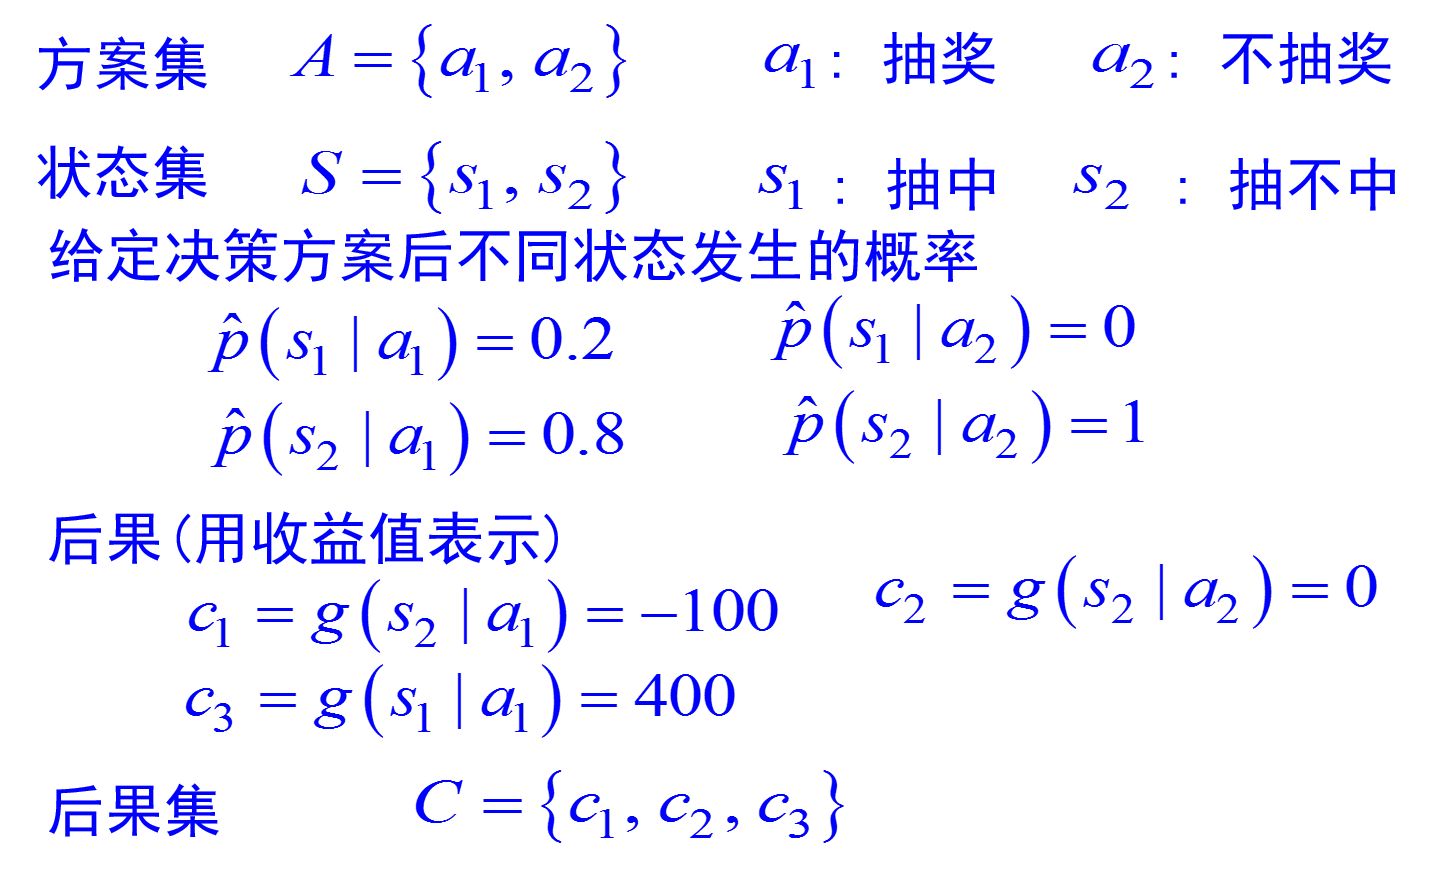 方案集 A = {a₁, a₂} a₁: 抽奖 a₂: 不抽奖
状态集 S = {s₁, s₂} s₁: 抽中 s₂: 抽不中
给定决策方案后不同状态发生的概率
p̂(s₁ | a₁) = 0.2 p̂(s₁ | a₂) = 0
p̂(s₂ | a₁) = 0.8 p̂(s₂ | a₂) = 1
后果(用收益值表示)
c₁ = g(s₂ | a₁) = −100 c₂ = g(s₂ | a₂) = 0
c₃ = g(s₁ | a₁) = 400
后果集 C = {c₁, c₂, c₃}